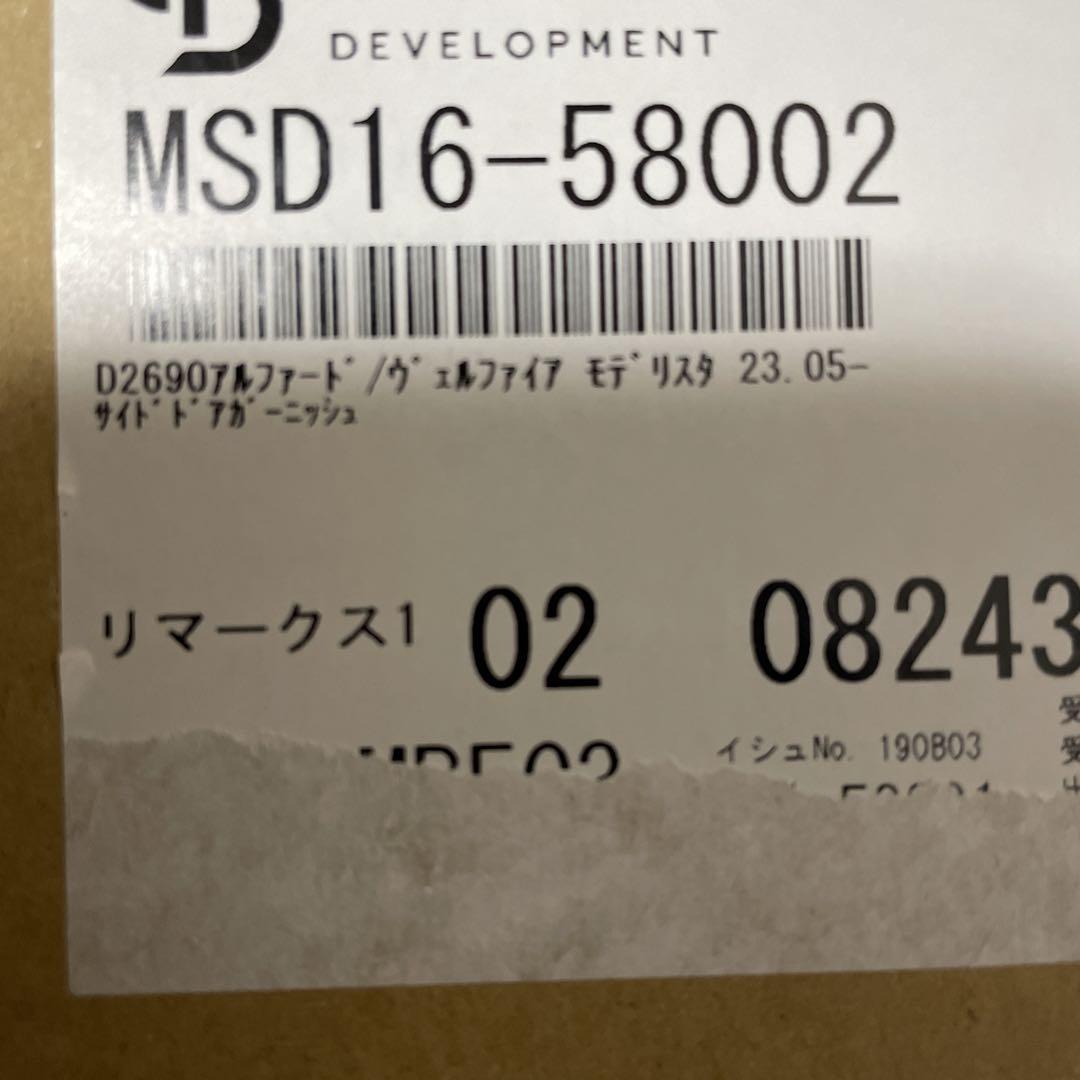 DEVELOPMENT
MSD16-58002
D2690ｱﾙﾌｧｰﾄﾞ/ｳﾞｪﾙﾌｧｲｱ ﾓﾃﾞﾘｽﾀ 23.05-
ｻｲﾄﾞﾄﾞｱｶﾞｰﾆｯｼｭ
リマークス1 02 08243
イシュNo. 190B03
受
受